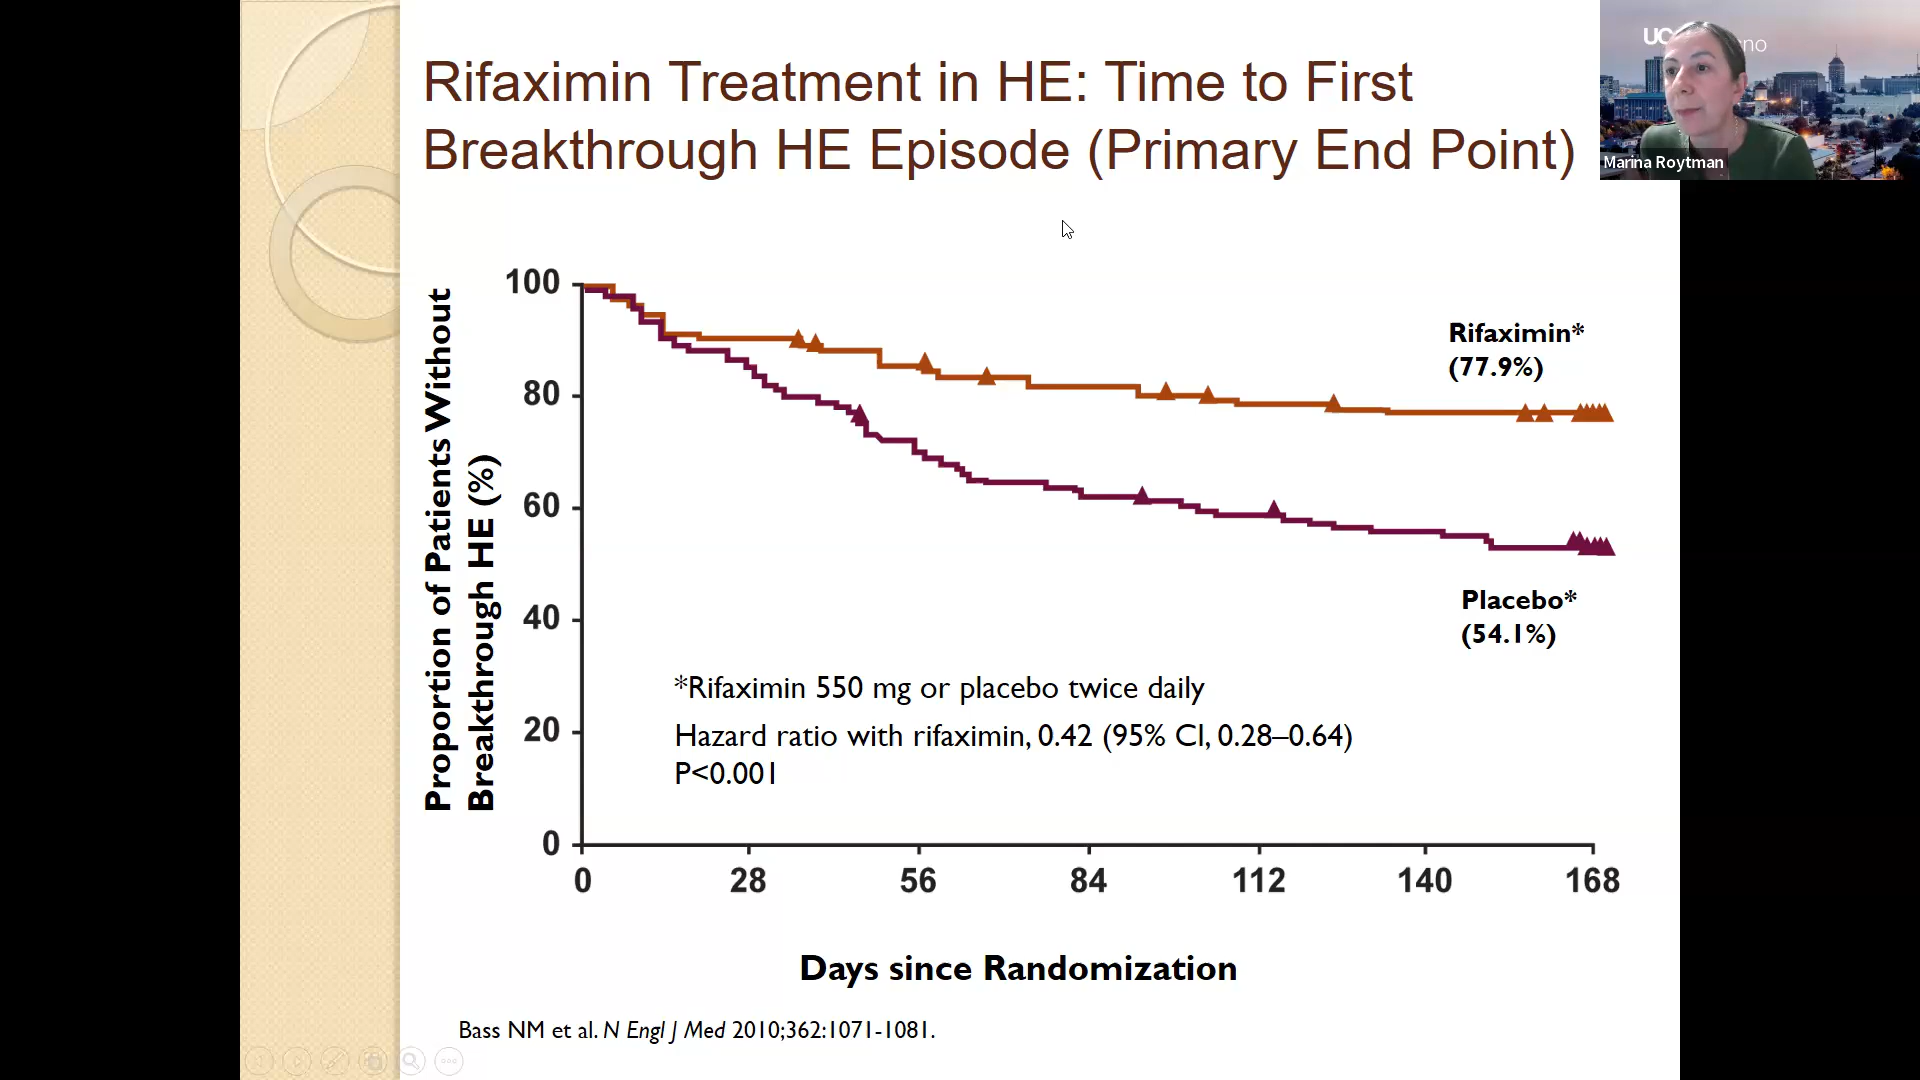 Rifaximin Treatment in HE: Time to First
Breakthrough HE Episode (Primary End Point)
UC
no
Marina Roytman
Proportion of Patients Without
Breakthrough HE (%)
100
80
60
40
20
0
Rifaximin*
(77.9%)
Placebo*
(54.1%)
*Rifaximin 550 mg or placebo twice daily
Hazard ratio with rifaximin, 0.42 (95% CI, 0.28–0.64)
P<0.001
0 28 56 84 112 140 168
Days since Randomization
Bass NM et al. N Engl J Med 2010;362:1071-1081.